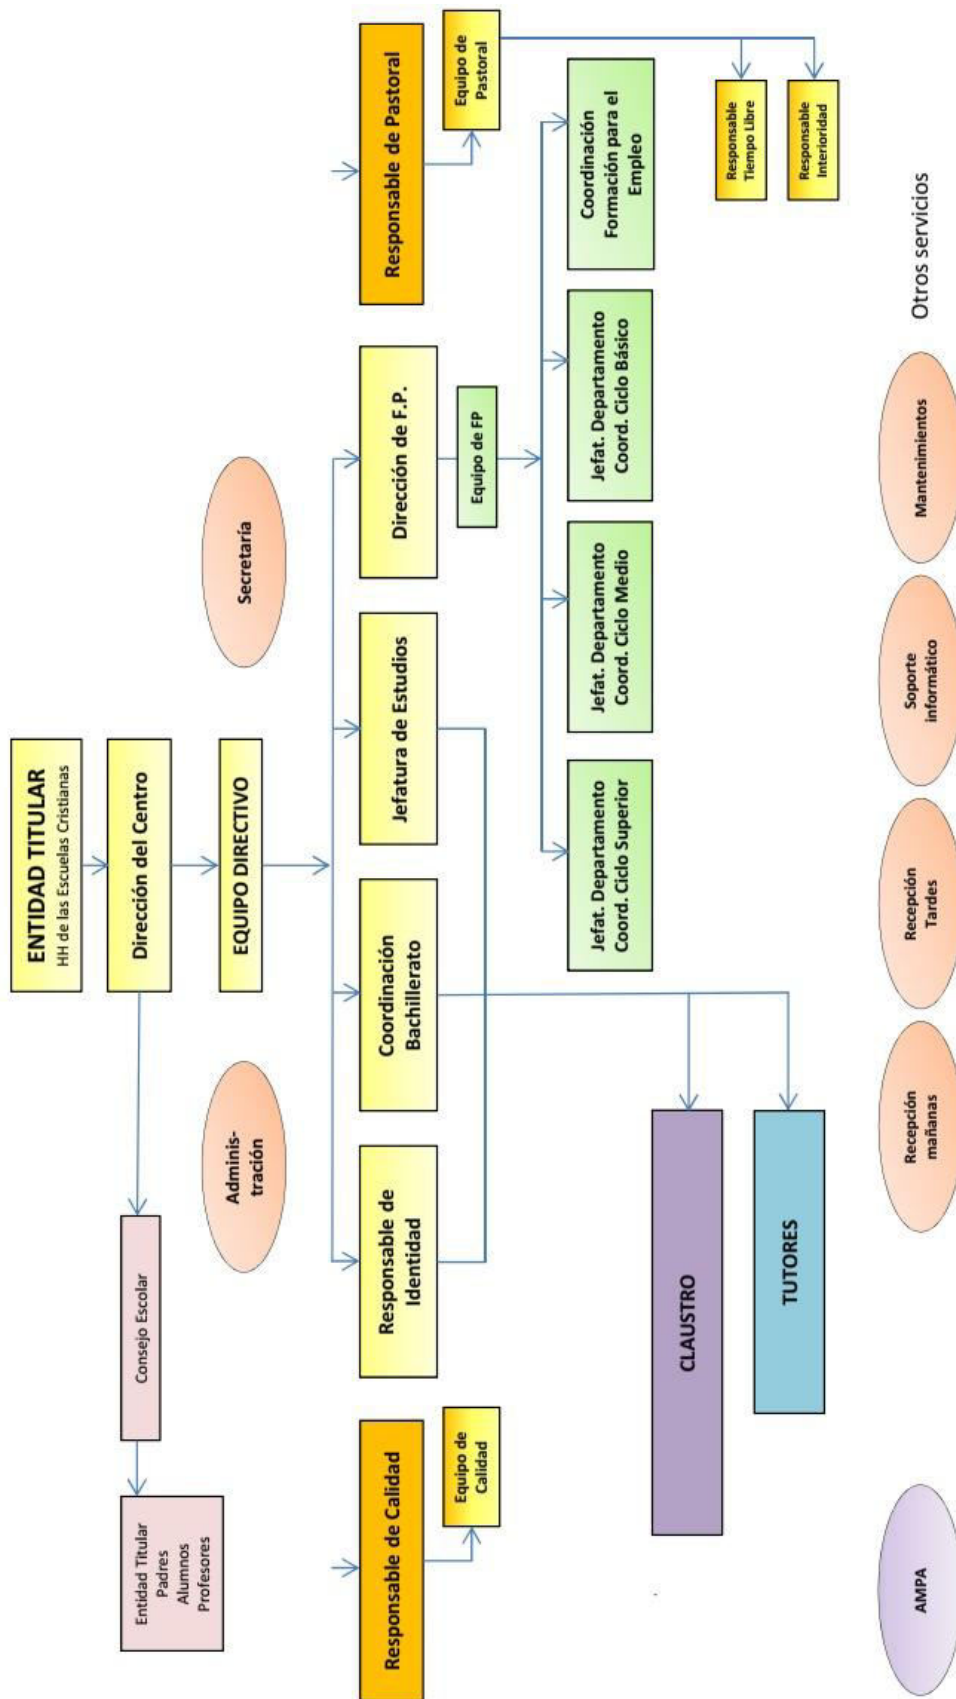 ENTIDAD TITULAR
HH de las Escuelas Cristianas
Dirección del Centro
EQUIPO DIRECTIVO
Entidad Titular
Padres
Alumnos
Profesores
Consejo Escolar
Adminis-
tración
Secretaría
Responsable de Calidad
Equipo de
Calidad
Responsable de
Identidad
Coordinación
Bachillerato
Jefatura de Estudios
Dirección de F.P.
Equipo de FP
Responsable de Pastoral
Equipo de
Pastoral
Jefat. Departamento
Coord. Ciclo Superior
Jefat. Departamento
Coord. Ciclo Medio
Jefat. Departamento
Coord. Ciclo Básico
Coordinación
Formación para el
Empleo
Responsable
Tiempo Libre
Responsable
Interioridad
CLAUSTRO
TUTORES
AMPA
Recepción
mañanas
Recepción
Tardes
Soporte
informático
Mantenimientos
Otros servicios